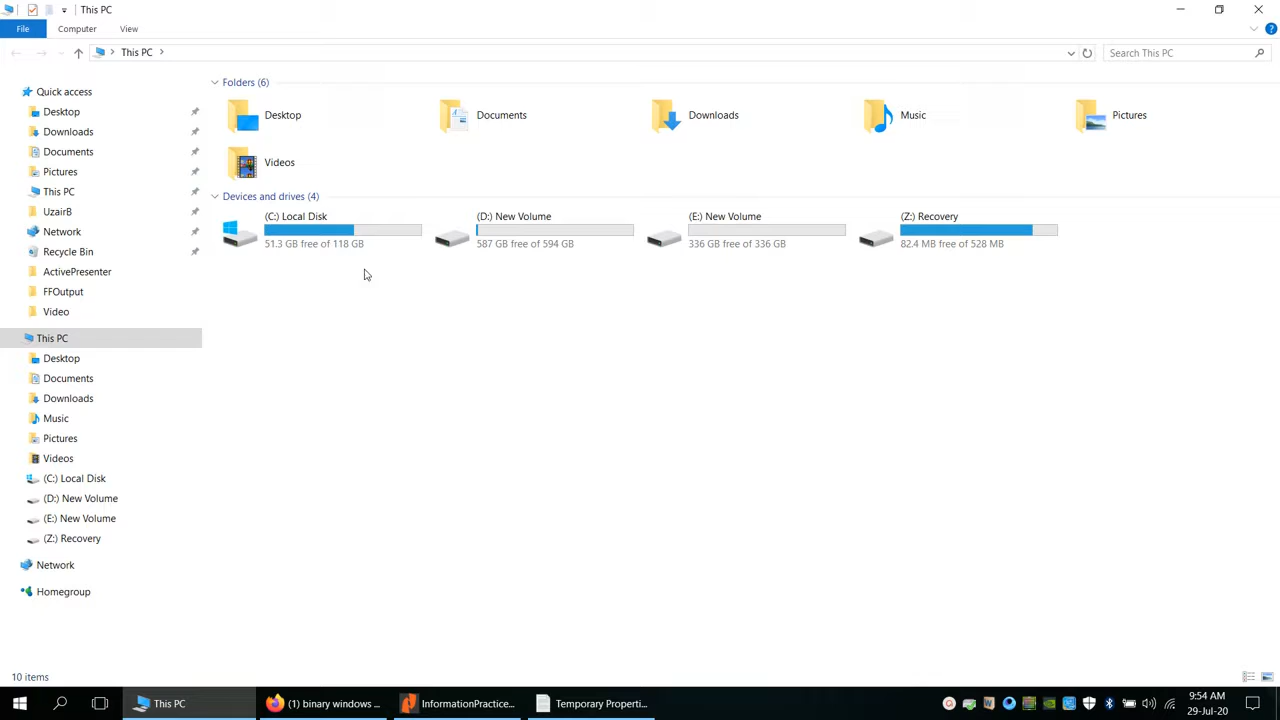 This PC
File
Computer
View
This PC
Search This PC
Quick access
Desktop
Downloads
Documents
Pictures
This PC
UzairB
Network
Recycle Bin
ActivePresenter
FFOutput
Video
This PC
Desktop
Documents
Downloads
Music
Pictures
Videos
(C:) Local Disk
(D:) New Volume
(E:) New Volume
(Z:) Recovery
Network
Homegroup
Folders (6)
Desktop
Documents
Downloads
Music
Pictures
Videos
Devices and drives (4)
(C:) Local Disk
51.3 GB free of 118 GB
(D:) New Volume
587 GB free of 594 GB
(E:) New Volume
336 GB free of 336 GB
(Z:) Recovery
82.4 MB free of 528 MB
10 items
This PC
(1) binary windows ...
InformationPractice...
Temporary Properti...
9:54 AM
29-Jul-20